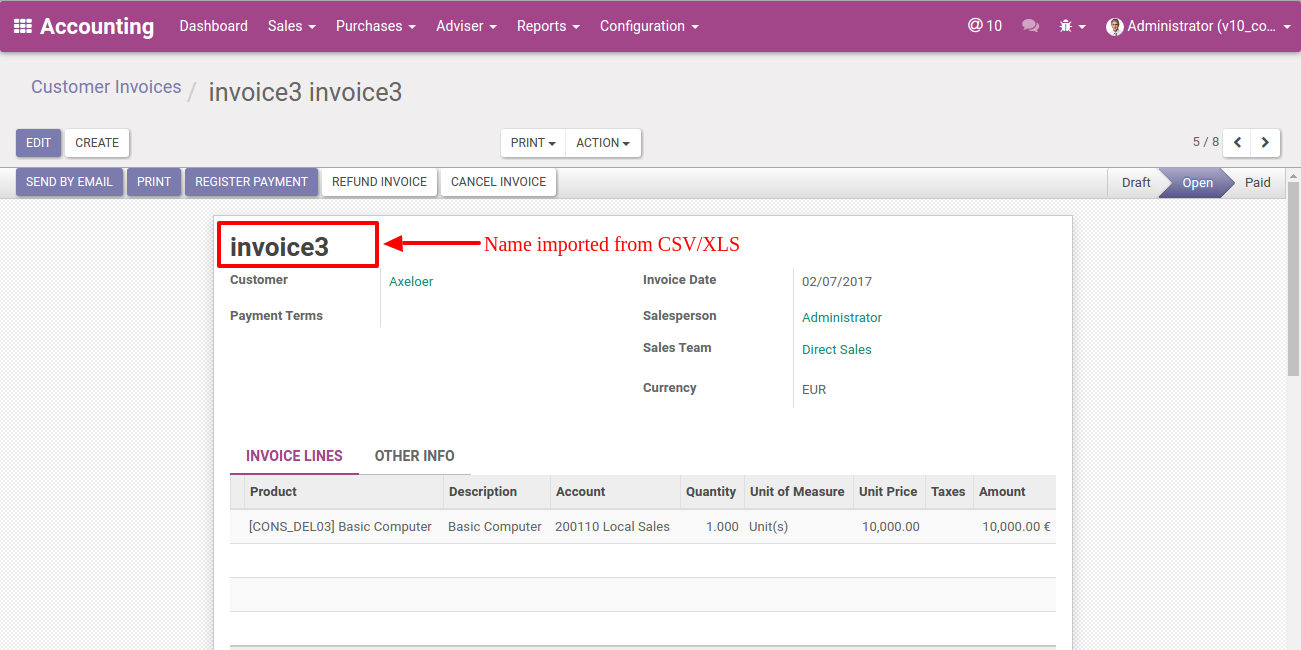 Accounting Dashboard Sales Purchases Adviser Reports Configuration @ 10 Administrator (v10_co...
Customer Invoices / invoice3 invoice3
EDIT CREATE PRINT ACTION 5 / 8
SEND BY EMAIL PRINT REGISTER PAYMENT REFUND INVOICE CANCEL INVOICE Draft Open Paid
invoice3 Name imported from CSV/XLS
Customer Axeloer Invoice Date 02/07/2017
Payment Terms Salesperson Administrator
Sales Team Direct Sales
Currency EUR
INVOICE LINES OTHER INFO
Product Description Account Quantity Unit of Measure Unit Price Taxes Amount
[CONS_DEL03] Basic Computer Basic Computer 200110 Local Sales 1.000 Unit(s) 10,000.00 10,000.00 €